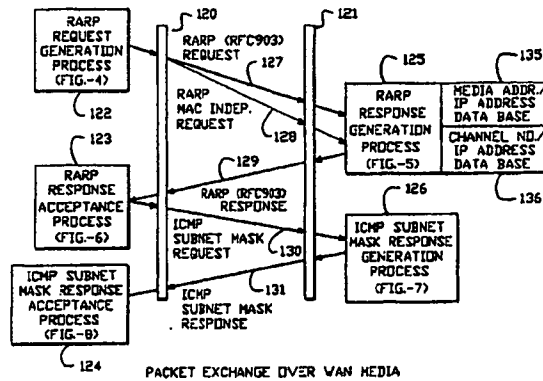 120
121
RARP
REQUEST
GENERATION
PROCESS
(FIG.-4)
122
RARP (RFC903)
REQUEST
127
RARP
MAC INDEP.
REQUEST
128
125
135
RARP
RESPONSE
GENERATION
PROCESS
(FIG.-5)
MEDIA ADDR./
IP ADDRESS
DATA BASE
CHANNEL NO./
IP ADDRESS
DATA BASE
136
123
RARP
RESPONSE
ACCEPTANCE
PROCESS
(FIG.-6)
129
RARP (RFC903)
RESPONSE
ICMP
SUBNET MASK
REQUEST
130
126
ICMP SUBNET
MASK RESPONSE
GENERATION
PROCESS
(FIG.-7)
ICMP SUBNET
MASK RESPONSE
ACCEPTANCE
PROCESS
(FIG.-8)
124
131
ICMP
SUBNET MASK
RESPONSE
PACKET EXCHANGE OVER WAN MEDIA